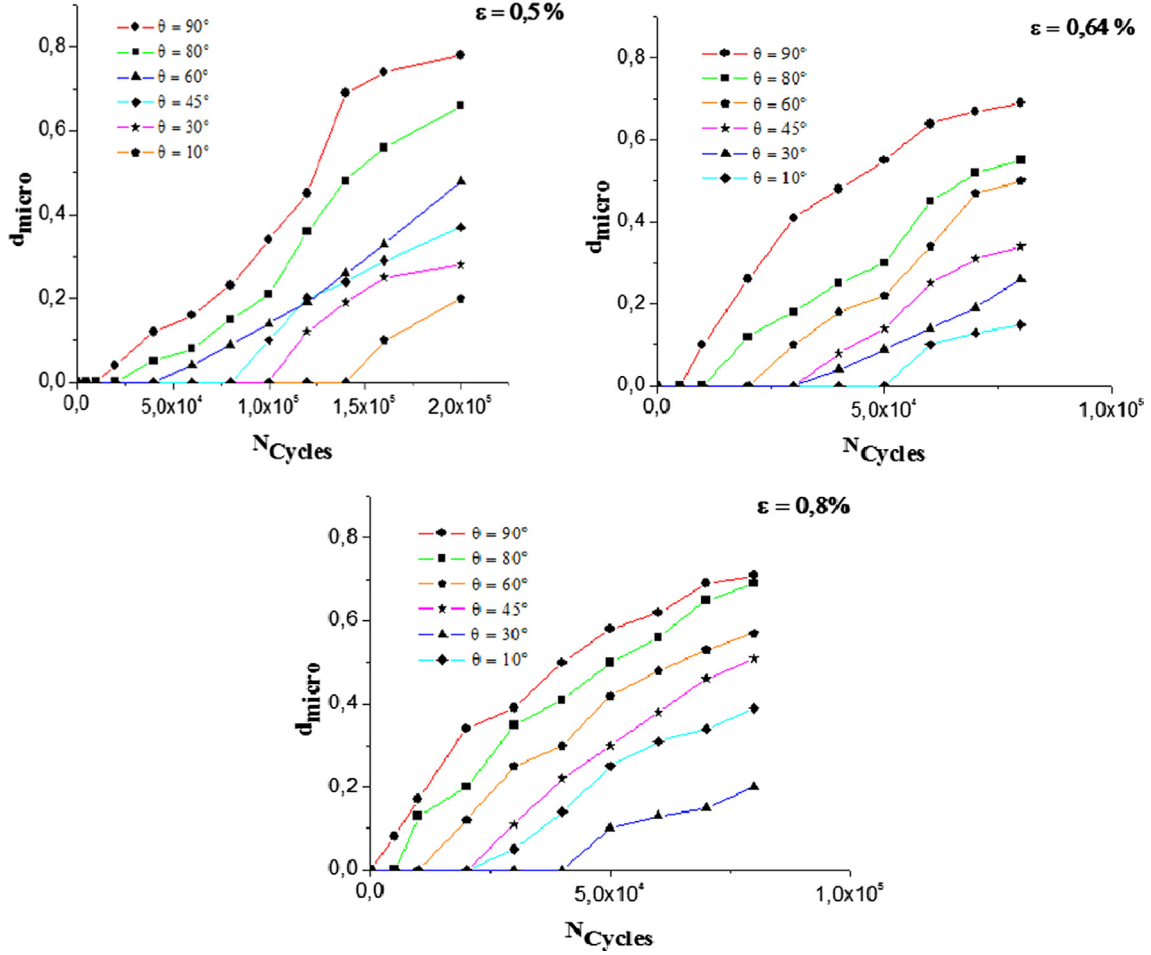 ε = 0,5 %
θ = 90°
θ = 80°
θ = 60°
θ = 45°
θ = 30°
θ = 10°
0,8
0,6
0,4
0,2
0,0
dmicro
0,0 5,0x10⁴ 1,0x10⁵ 1,5x10⁵ 2,0x10⁵
NCycles
ε = 0,64 %
θ = 90°
θ = 80°
θ = 60°
θ = 45°
θ = 30°
θ = 10°
0,8
0,6
0,4
0,2
0,0
dmicro
0,0 5,0x10⁴ 1,0x10⁵
NCycles
ε = 0,8%
θ = 90°
θ = 80°
θ = 60°
θ = 45°
θ = 30°
θ = 10°
0,8
0,6
0,4
0,2
0,0
dmicro
0,0 5,0x10⁴ 1,0x10⁵
NCycles